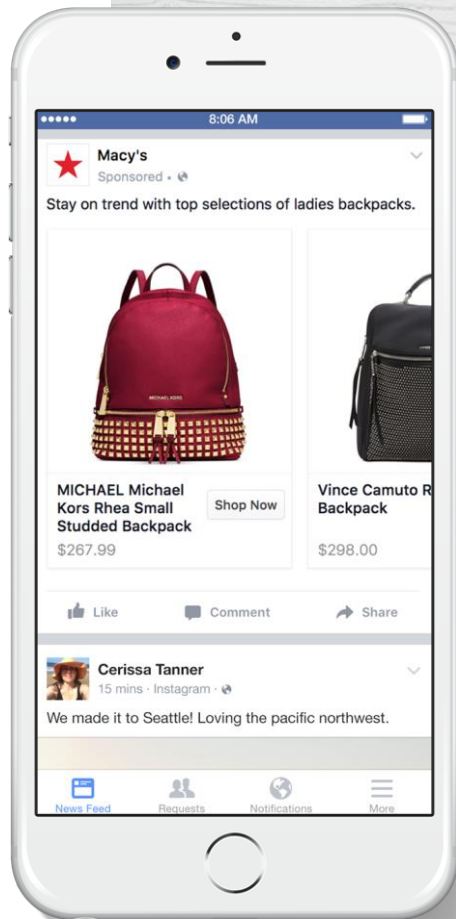 8:06 AM
Macy's
Sponsored •
Stay on trend with top selections of ladies backpacks.
MICHAEL KORS
MICHAEL Michael
Kors Rhea Small
Studded Backpack
Shop Now
$267.99
Vince Camuto R
Backpack
$298.00
Like
Comment
Share
Cerissa Tanner
15 mins · Instagram ·
We made it to Seattle! Loving the pacific northwest.
News Feed
Requests
Notifications
More